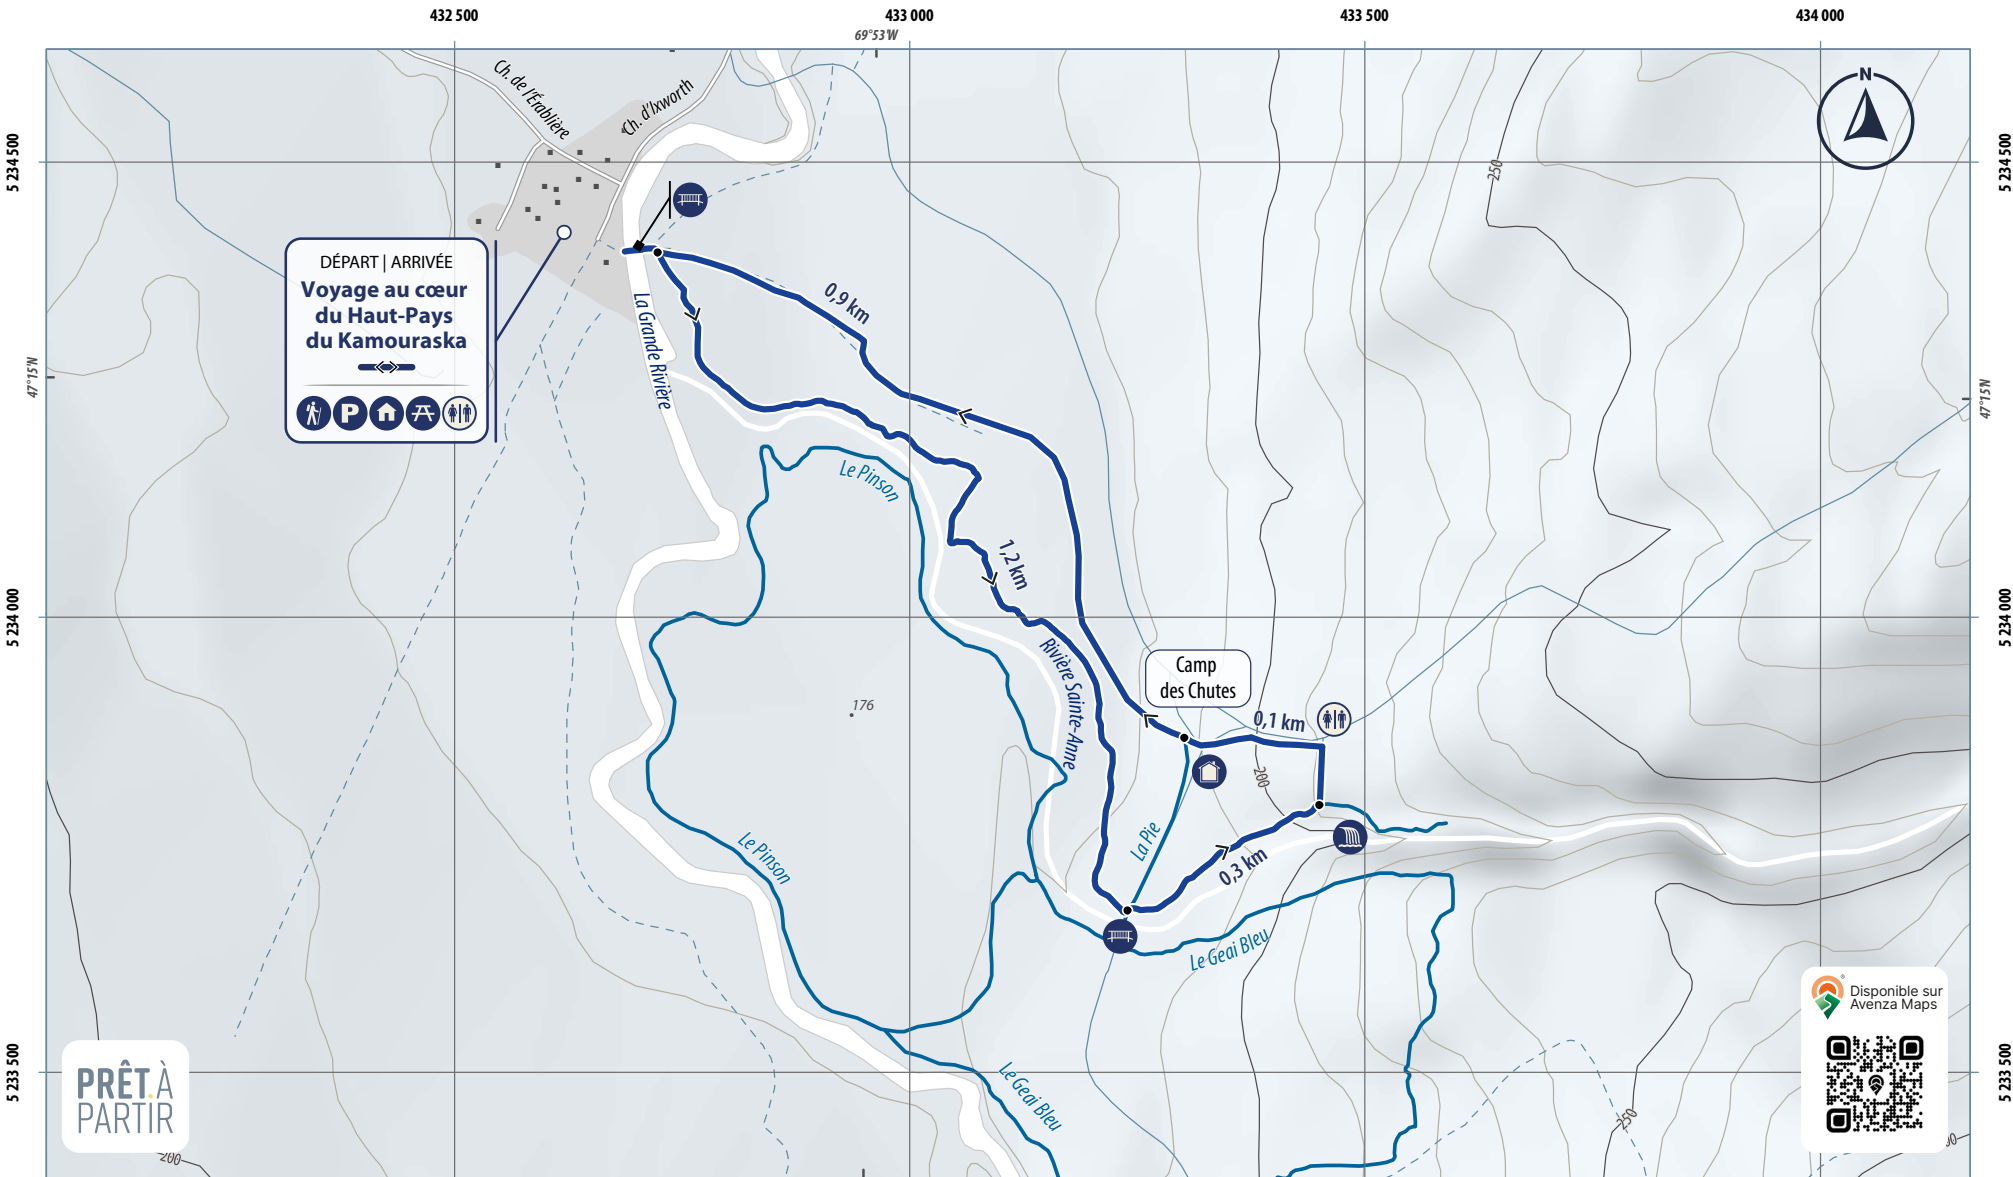 432 500
433 000
433 500
434 000
69°53'W
Ch. de l'Érablière
Ch. d'Ixworth
N
5 234 500
5 234 500
250
DÉPART | ARRIVÉE
Voyage au cœur
du Haut-Pays
du Kamouraska
P
La Grande Rivière
0,9 km
47°15'N
47°15'N
Le Pinson
1,2 km
5 234 000
5 234 000
Rivière Sainte-Anne
Camp
des Chutes
176
0,1 km
200
La Pie
0,3 km
Le Pinson
Le Geai Bleu
Disponible sur
Avenza Maps
5 233 500
5 233 500
PRÊT.À
PARTIR
Le Geai Bleu
250
200